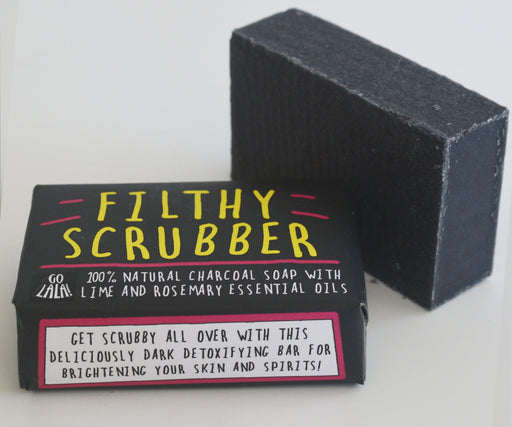 FILTHY
SCRUBBER
GO
LALA!
100% NATURAL CHARCOAL SOAP WITH
LIME AND ROSEMARY ESSENTIAL OILS
GET SCRUBBY ALL OVER WITH THIS
DELICIOUSLY DARK DETOXIFYING BAR FOR
BRIGHTENING YOUR SKIN AND SPIRITS!